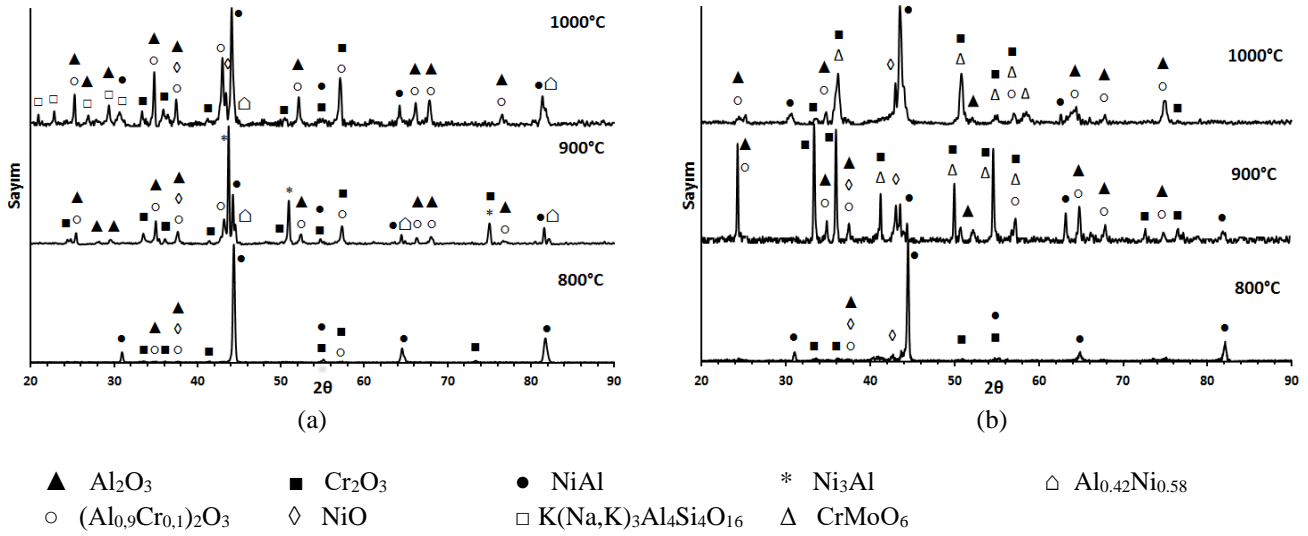 1000°C
900°C
800°C
Sayım
20 30 40 50 60 70 80 90
2θ
(a)
1000°C
900°C
800°C
Sayım
20 30 40 50 60 70 80 90
2θ
(b)
▲ Al₂O₃ ■ Cr₂O₃ ● NiAl * Ni₃Al ⌂ Al₀.₄₂Ni₀.₅₈
○ (Al₀,₉Cr₀,₁)₂O₃ ◊ NiO □ K(Na,K)₃Al₄Si₄O₁₆ Δ CrMoO₆